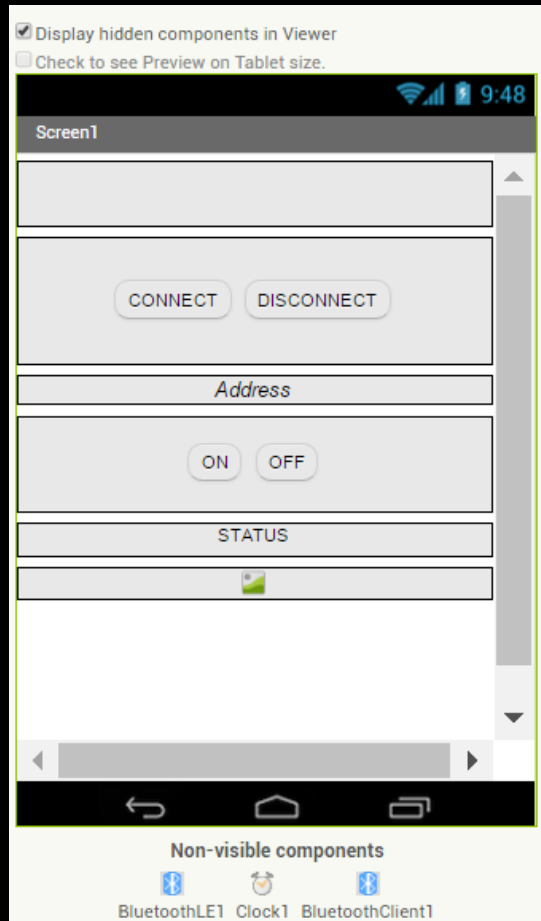 Display hidden components in Viewer
Check to see Preview on Tablet size.
9:48
Screen1
CONNECT DISCONNECT
Address
ON OFF
STATUS
Non-visible components
BluetoothLE1 Clock1 BluetoothClient1